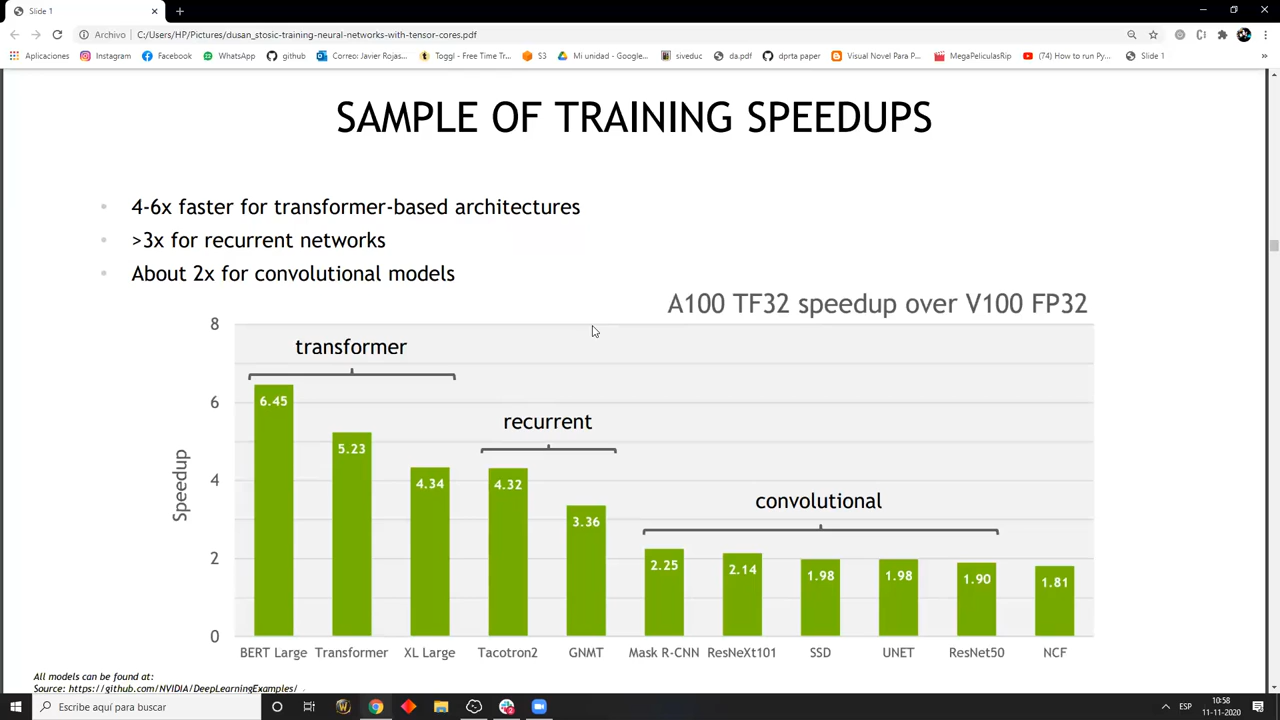 Slide 1
Archivo
C:/Users/HP/Pictures/dusan_stosic-training-neural-networks-with-tensor-cores.pdf
Aplicaciones
Instagram
Facebook
WhatsApp
github
Correo: Javier Rojas...
Toggl - Free Time Tr...
S3
Mi unidad - Google...
siveduc
da.pdf
dprta paper
Visual Novel Para P...
MegaPeliculasRip
(74) How to run Py...
Slide 1
SAMPLE OF TRAINING SPEEDUPS
• 4-6x faster for transformer-based architectures
• >3x for recurrent networks
• About 2x for convolutional models
A100 TF32 speedup over V100 FP32
8
6
4
2
0
Speedup
transformer
recurrent
convolutional
6.45
5.23
4.34
4.32
3.36
2.25
2.14
1.98
1.98
1.90
1.81
BERT Large
Transformer
XL Large
Tacotron2
GNMT
Mask R-CNN
ResNeXt101
SSD
UNET
ResNet50
NCF
All models can be found at:
Source: https://github.com/NVIDIA/DeepLearningExamples/
Escribe aquí para buscar
ESP
10:58
11-11-2020